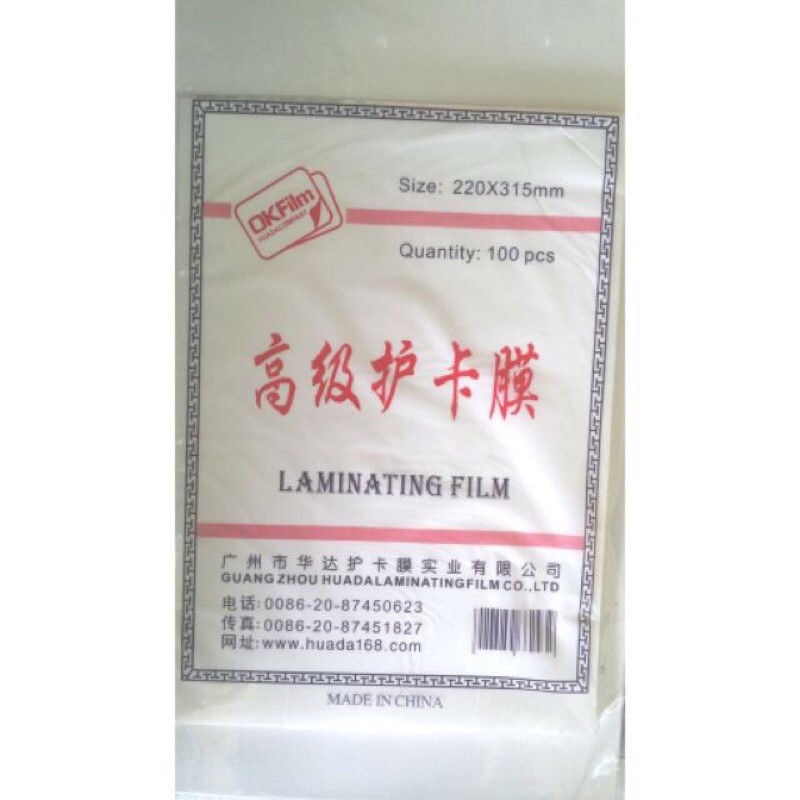 OKFilm
HUADACOMPANY
Size: 220X315mm
Quantity: 100 pcs
高级护卡膜
LAMINATING FILM
广州市华达护卡膜实业有限公司
GUANGZHOU HUADALAMINATINGFILM CO.,LTD
电话:0086-20-87450623
传真:0086-20-87451827
网址:www.huada168.com
MADE IN CHINA